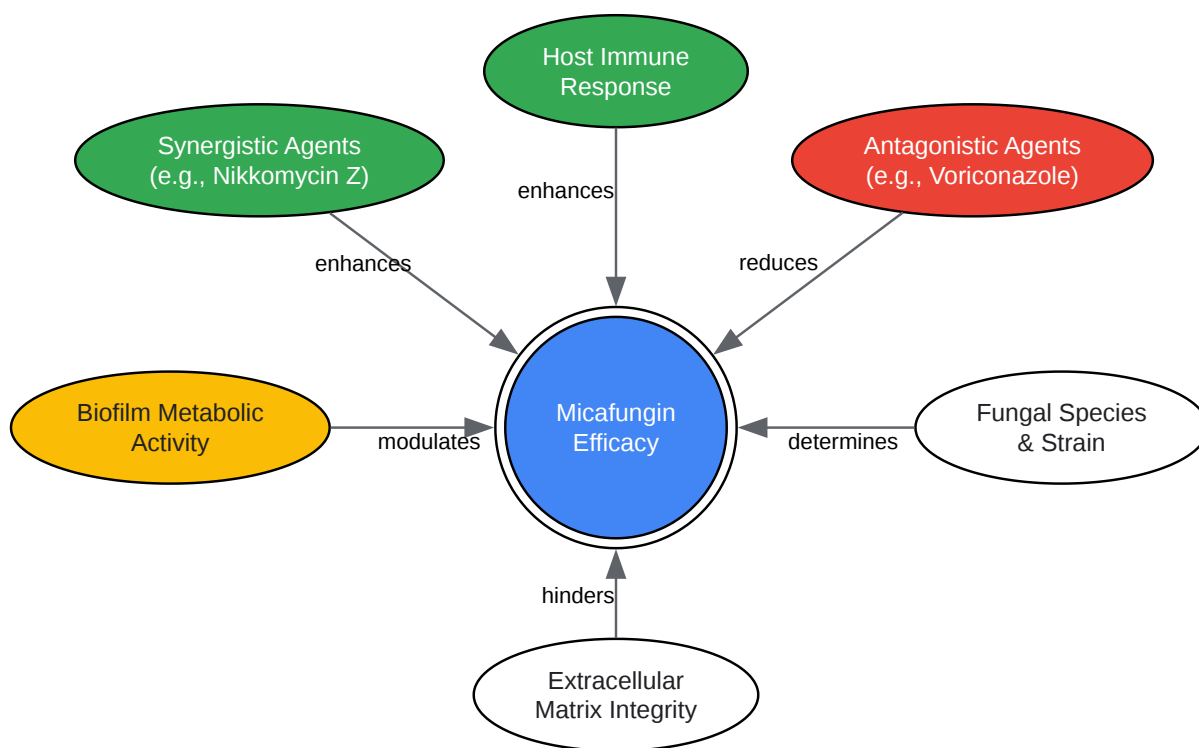 Host Immune
Response
Synergistic Agents
(e.g., Nikkomycin Z)
Antagonistic Agents
(e.g., Voriconazole)
enhances
enhances
reduces
Biofilm Metabolic
Activity
modulates
Micafungin
Efficacy
determines
Fungal Species
& Strain
hinders
Extracellular
Matrix Integrity